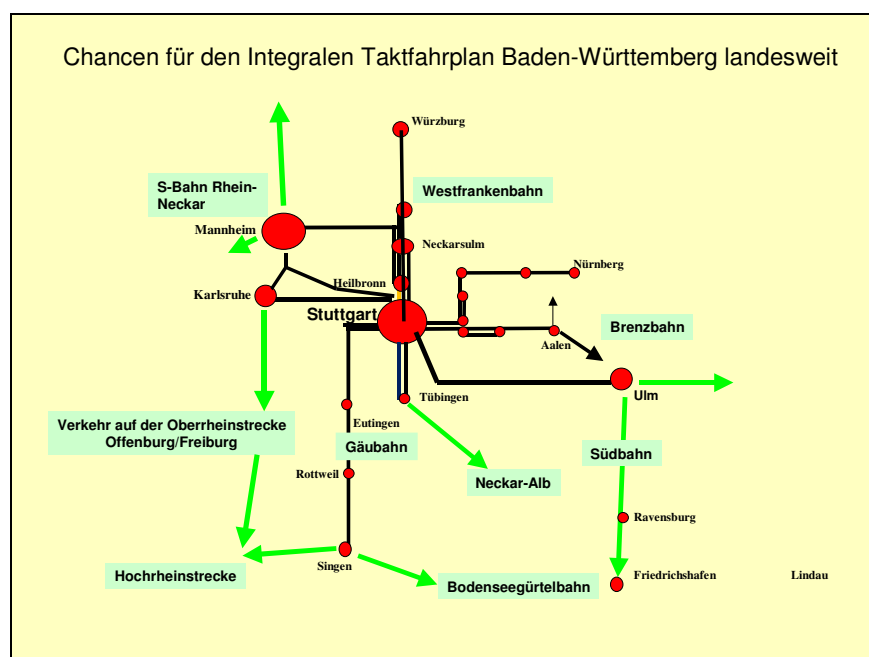 Chancen für den Integralen Taktfahrplan Baden-Württemberg landesweit
Würzburg
S-Bahn Rhein-
Neckar
Westfrankenbahn
Mannheim
Neckarsulm
Nürnberg
Heilbronn
Karlsruhe
Stuttgart
Brenzbahn
Aalen
Ulm
Tübingen
Verkehr auf der Oberrheinstrecke
Offenburg/Freiburg
Eutingen
Gäubahn
Südbahn
Rottweil
Neckar-Alb
Ravensburg
Singen
Hochrheinstrecke
Bodenseegürtelbahn
Friedrichshafen
Lindau